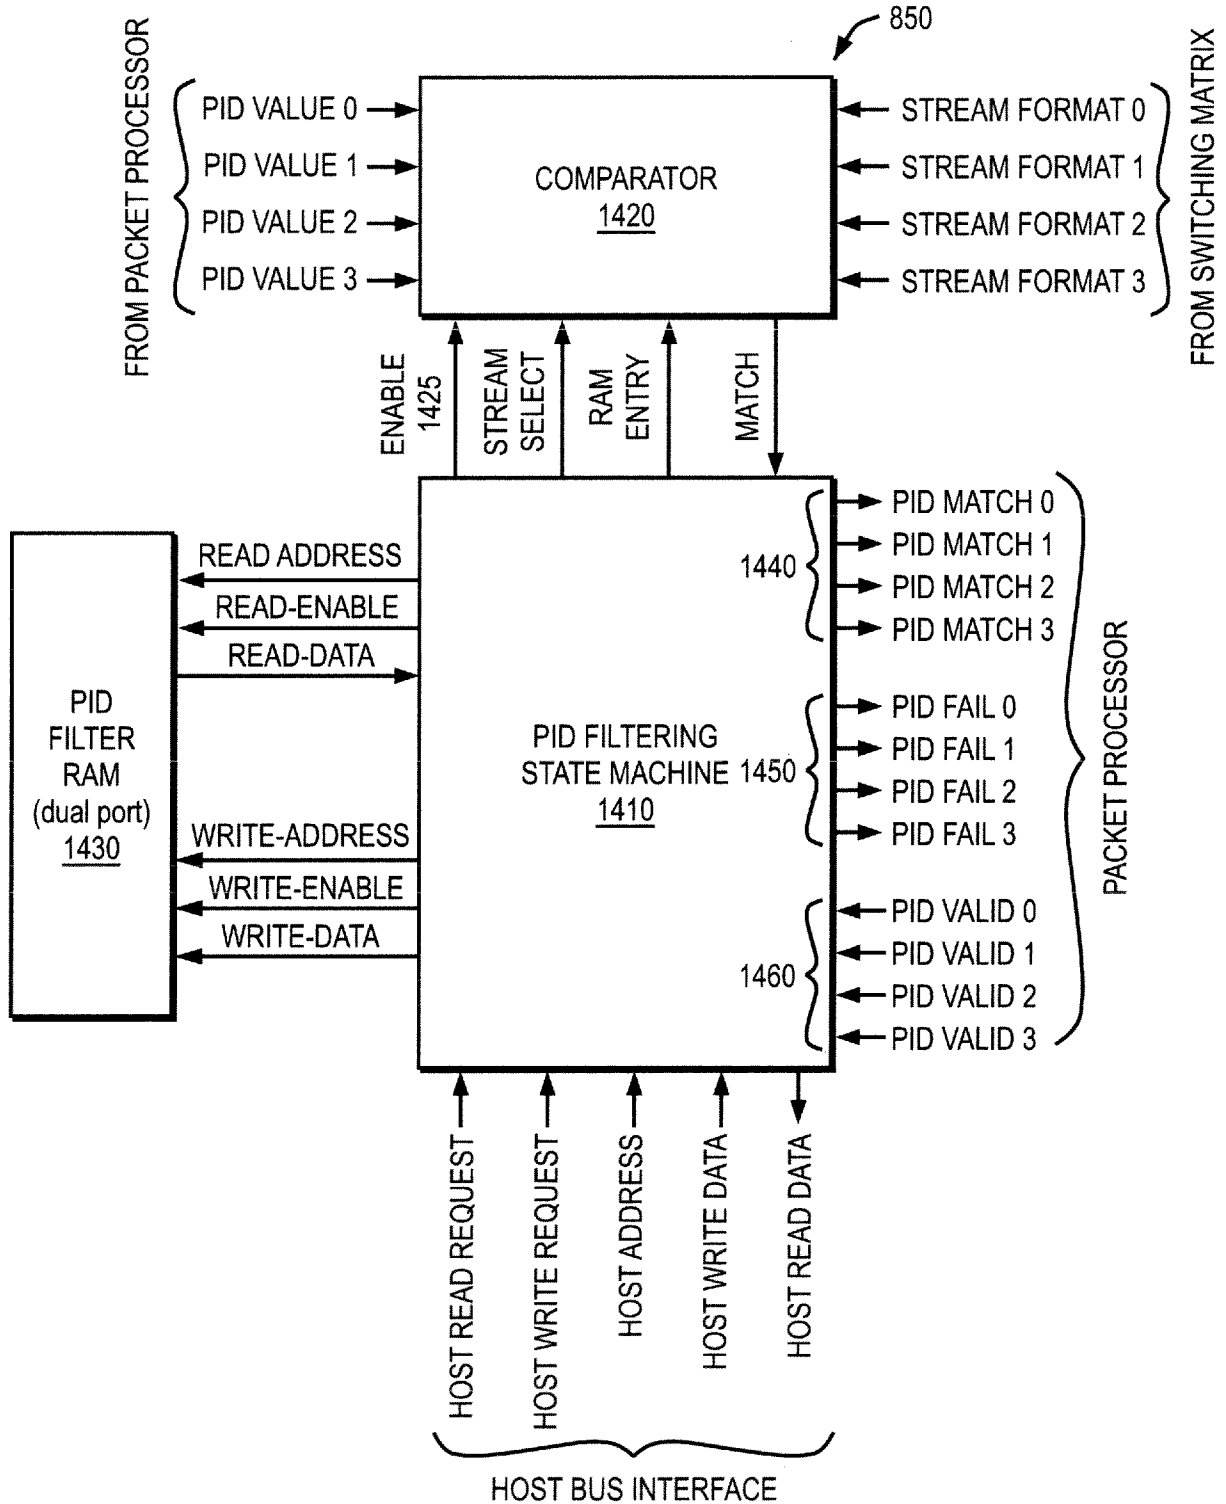 850
FROM PACKET PROCESSOR
PID VALUE 0
PID VALUE 1
PID VALUE 2
PID VALUE 3
COMPARATOR
1420
STREAM FORMAT 0
STREAM FORMAT 1
STREAM FORMAT 2
STREAM FORMAT 3
FROM SWITCHING MATRIX
ENABLE
1425
STREAM
SELECT
RAM
ENTRY
MATCH
READ ADDRESS
READ-ENABLE
READ-DATA
PID
FILTER
RAM
(dual port)
1430
WRITE-ADDRESS
WRITE-ENABLE
WRITE-DATA
PID FILTERING
STATE MACHINE
1410
1440
PID MATCH 0
PID MATCH 1
PID MATCH 2
PID MATCH 3
1450
PID FAIL 0
PID FAIL 1
PID FAIL 2
PID FAIL 3
1460
PID VALID 0
PID VALID 1
PID VALID 2
PID VALID 3
PACKET PROCESSOR
HOST READ REQUEST
HOST WRITE REQUEST
HOST ADDRESS
HOST WRITE DATA
HOST READ DATA
HOST BUS INTERFACE